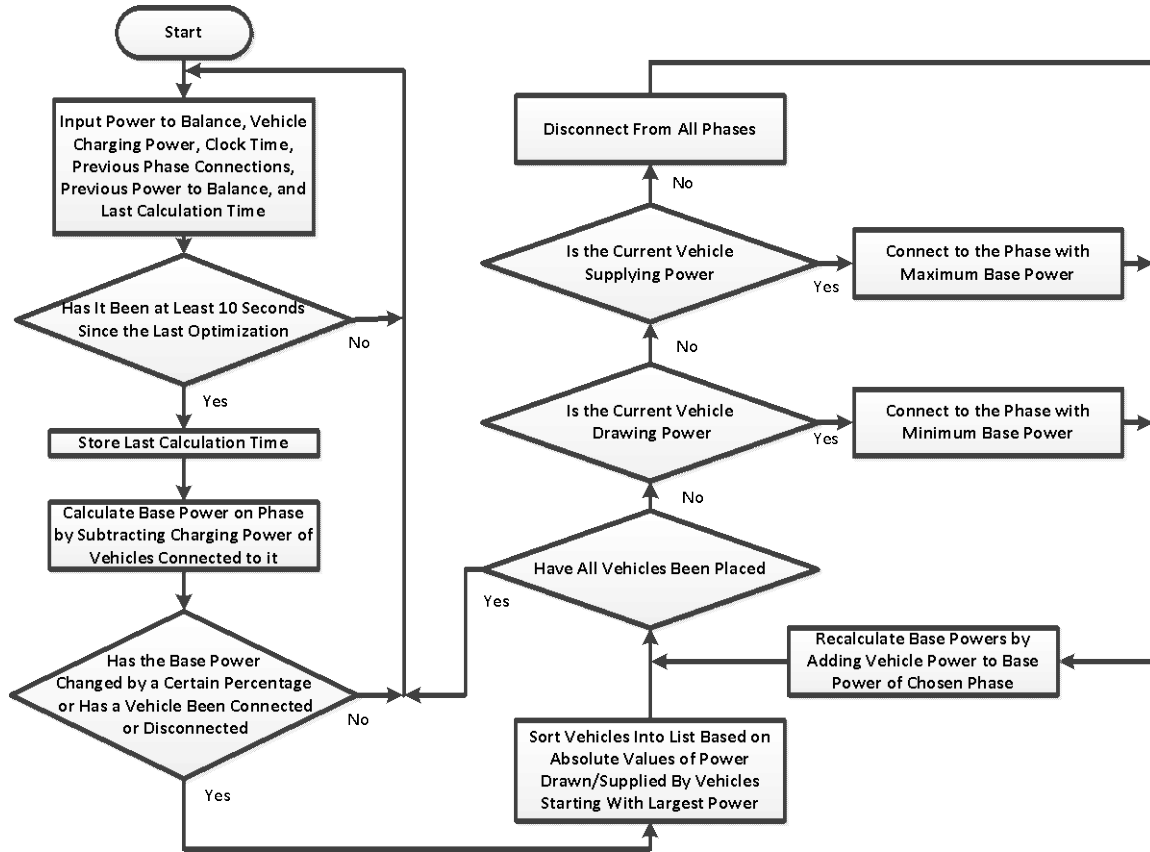 Start
Input Power to Balance, Vehicle
Charging Power, Clock Time,
Previous Phase Connections,
Previous Power to Balance, and
Last Calculation Time
Has It Been at Least 10 Seconds
Since the Last Optimization
No
Yes
Store Last Calculation Time
Calculate Base Power on Phase
by Subtracting Charging Power of
Vehicles Connected to it
Has the Base Power
Changed by a Certain Percentage
or Has a Vehicle Been Connected
or Disconnected
No
Yes
Disconnect From All Phases
No
Is the Current Vehicle
Supplying Power
Yes
Connect to the Phase with
Maximum Base Power
No
Is the Current Vehicle
Drawing Power
Yes
Connect to the Phase with
Minimum Base Power
No
Have All Vehicles Been Placed
Yes
Recalculate Base Powers by
Adding Vehicle Power to Base
Power of Chosen Phase
Sort Vehicles Into List Based on
Absolute Values of Power
Drawn/Supplied By Vehicles
Starting With Largest Power